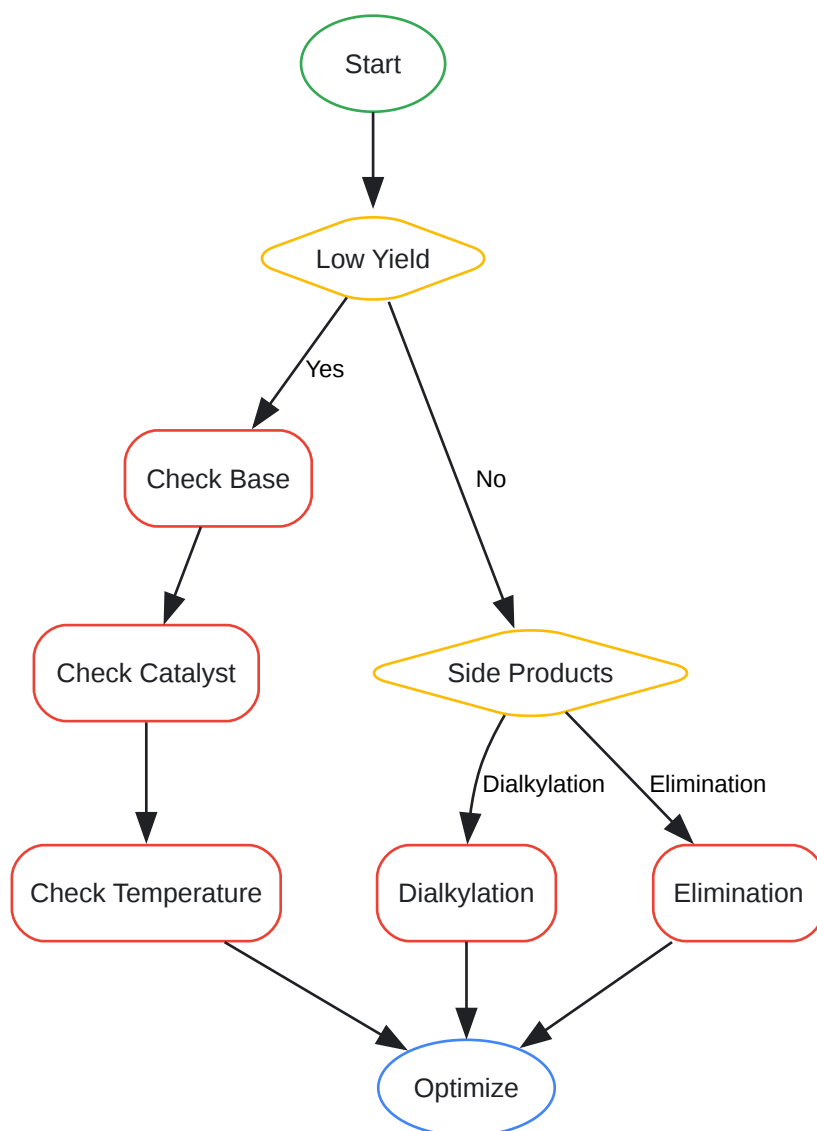 Start
Low Yield
Yes
Check Base
No
Check Catalyst
Side Products
Dialkylation
Elimination
Check Temperature
Dialkylation
Elimination
Optimize